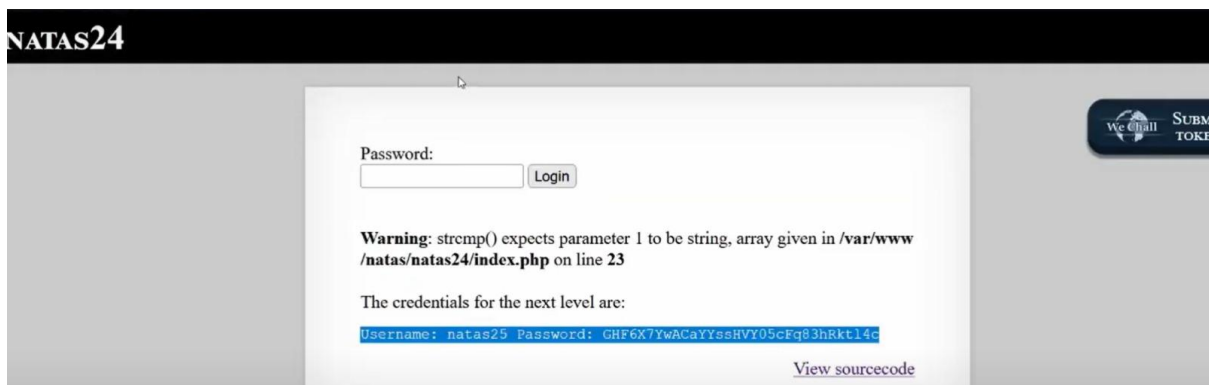 NATAS24
We Chall
SUBM
TOKE
Password:
Login
Warning: strcmp() expects parameter 1 to be string, array given in /var/www
/natas/natas24/index.php on line 23
The credentials for the next level are:
Username: natas25 Password: GHF6X7YwACaYYssHVY05cFq83hRktl4c
View sourcecode